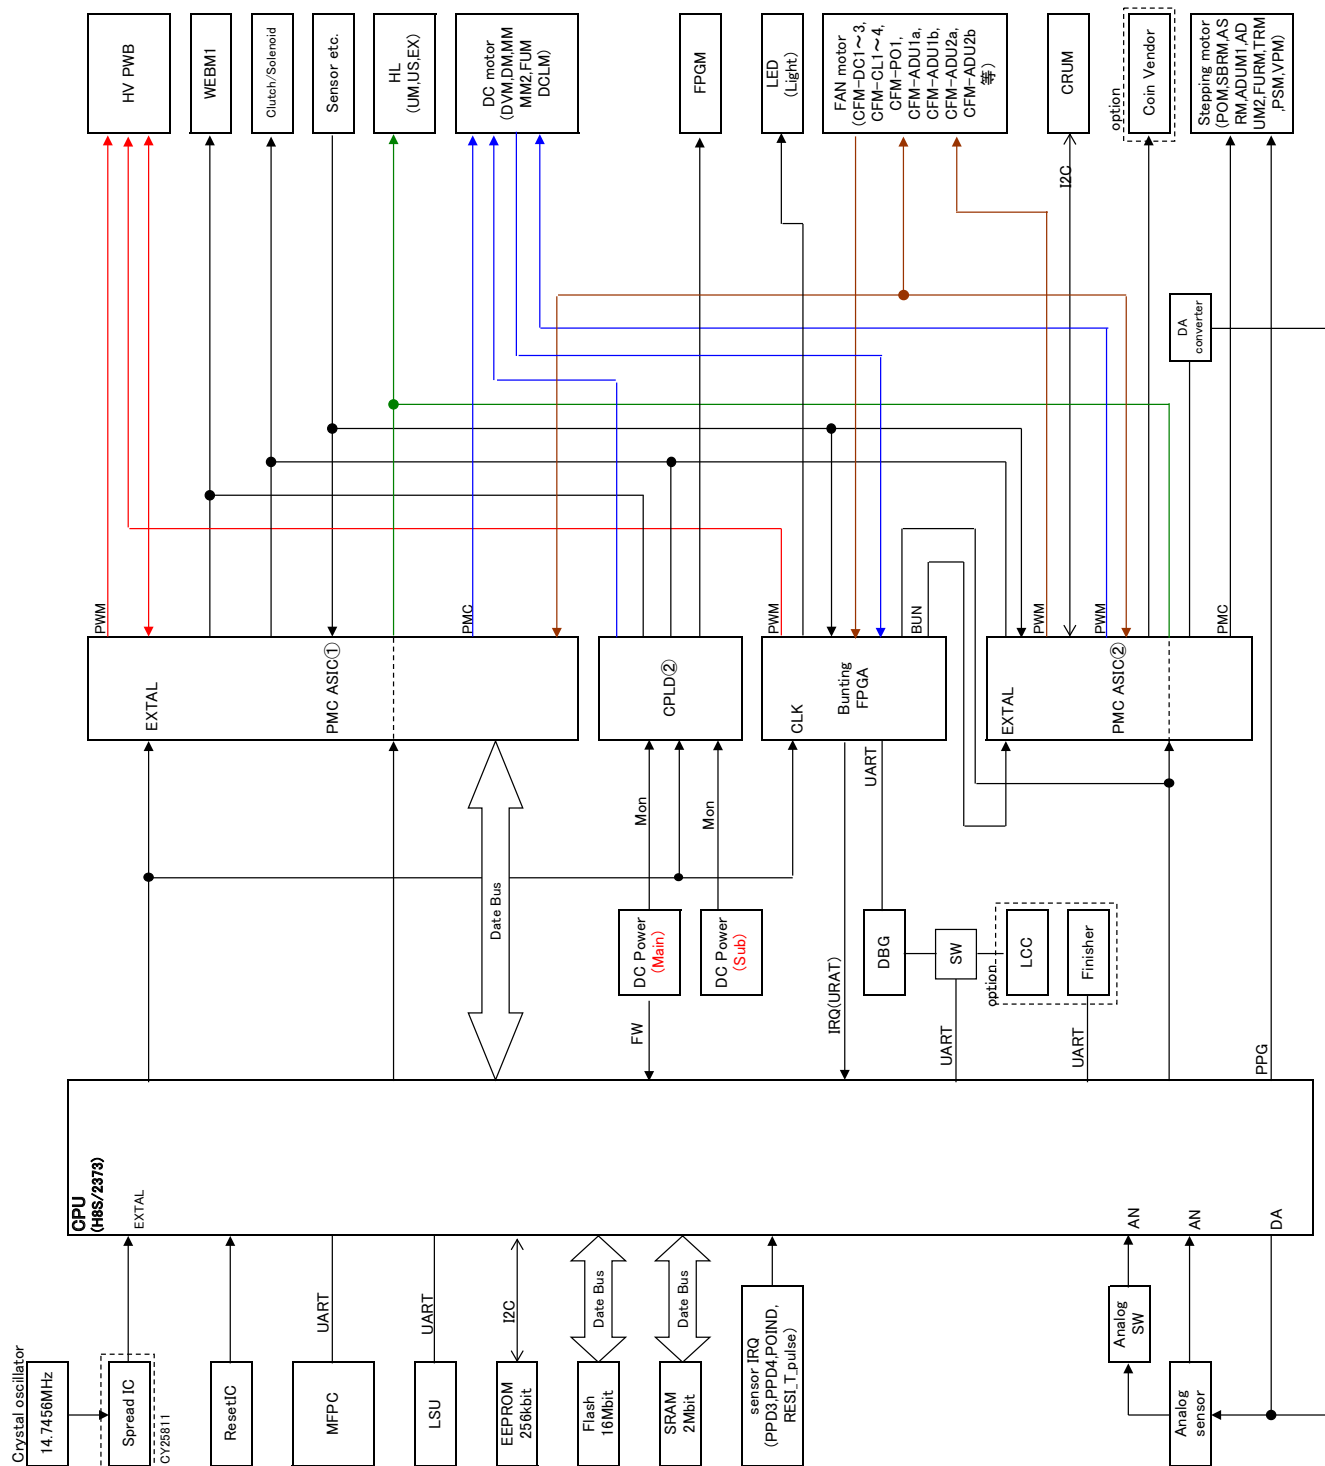 HV PWB
WEBM1
Clutch/Solenoid
Sensor etc.
HL
(UM,US,EX)
DC motor
(DVM,DM,MM
MM2,FUM
DCLM)
FPGM
LED
(Light)
FAN motor
(CFM-DC1～3,
CFM-CL1～4,
CFM-PO1,
CFM-ADU1a,
CFM-ADU1b,
CFM-ADU2a,
CFM-ADU2b
等)
CRUM
option
Coin Vendor
Stepping motor
(POM,SBRM,AS
RM,ADUM1,AD
UM2,FURM,TRM
,PSM,VPM)
I2C
DA
converter
PWM
PMC
PWM
BUN
PWM
PWM
PMC
EXTAL
PMC ASIC①
CPLD②
CLK
Bunting
FPGA
EXTAL
PMC ASIC②
Mon
Mon
UART
Date Bus
DC Power
(Main)
DC Power
(Sub)
DBG
SW
option
LCC
Finisher
FW
IRQ(URAT)
UART
UART
PPG
CPU
(H8S/2373)
EXTAL
AN
AN
DA
UART
UART
I2C
Date Bus
Date Bus
sensor IRQ
(PPD3,PPD4,POIND,
RESI_T_pulse)
Analog
SW
Crystal oscillator
14.7456MHz
Spread IC
CY25811
ResetIC
MFPC
LSU
EEPROM
256kbit
Flash
16Mbit
SRAM
2Mbit
Analog
sensor